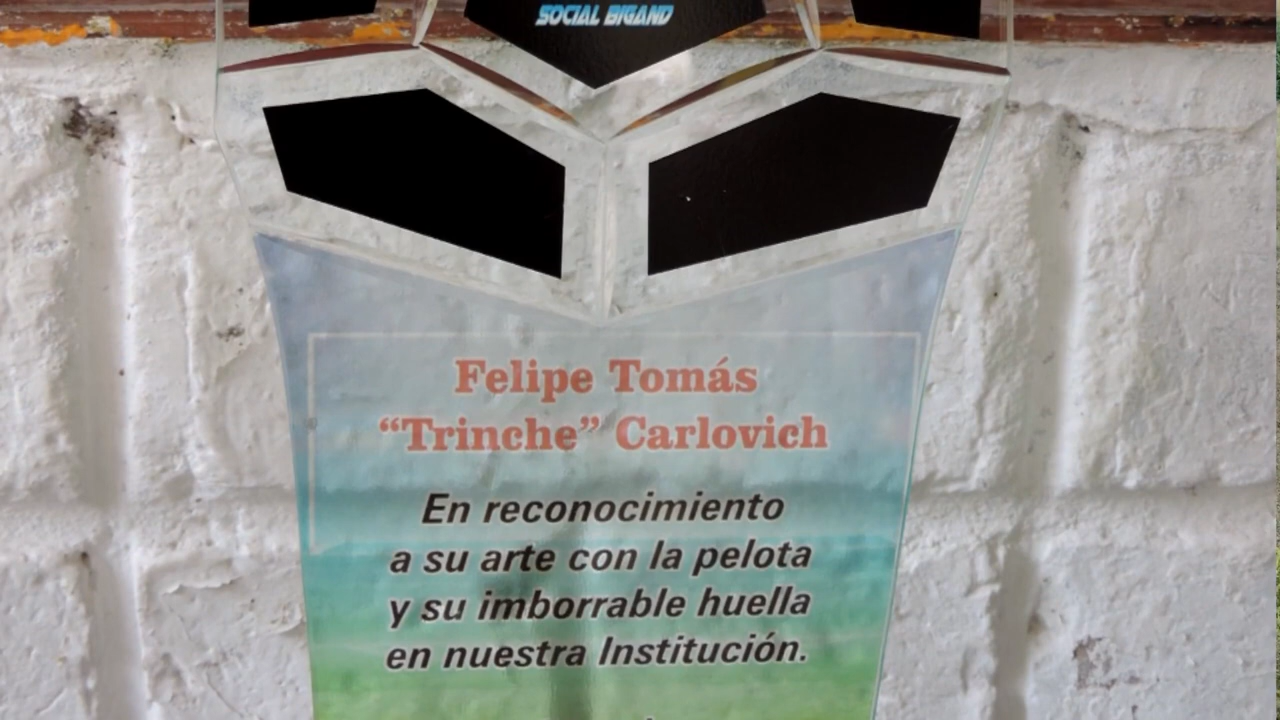 SOCIAL BIGAND
Felipe Tomás
“Trinche” Carlovich
En reconocimiento
a su arte con la pelota
y su imborrable huella
en nuestra Institución.